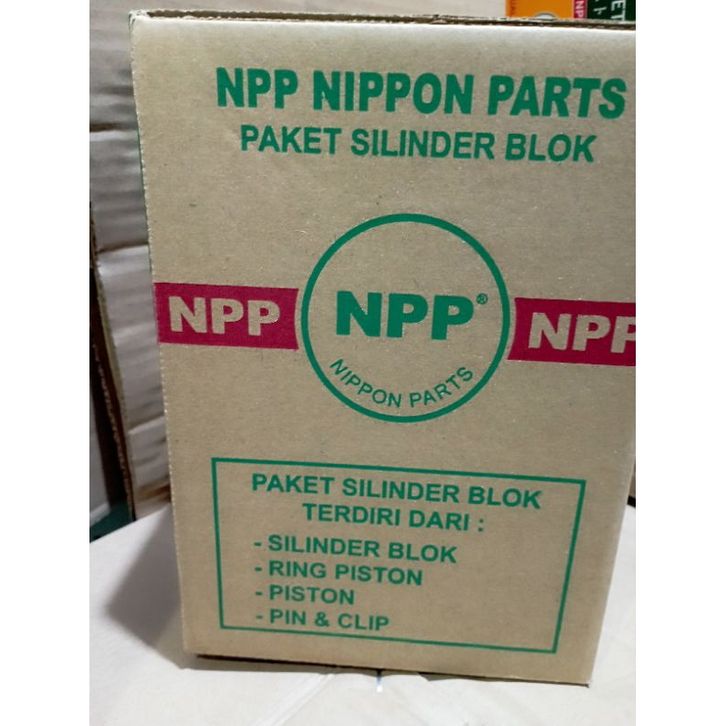 NPP NIPPON PARTS
PAKET SILINDER BLOK
NPP
NPP®
NPP
NIPPON PARTS
PAKET SILINDER BLOK
TERDIRI DARI :
- SILINDER BLOK
- RING PISTON
- PISTON
- PIN & CLIP